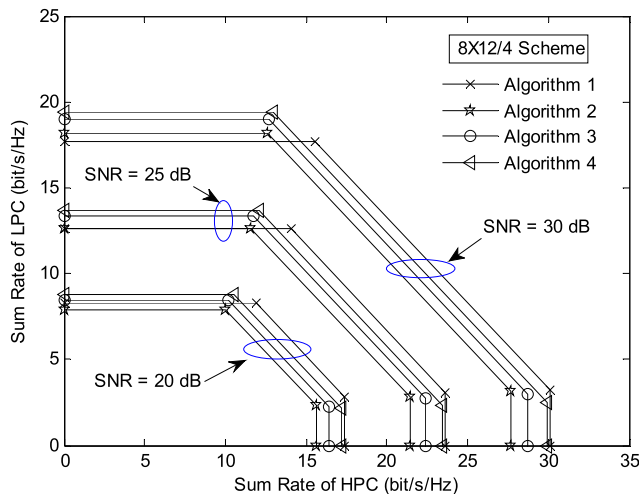 25
20
15
10
5
0
0
5
10
15
20
25
30
35
Sum Rate of LPC (bit/s/Hz)
Sum Rate of HPC (bit/s/Hz)
8X12/4 Scheme
Algorithm 1
Algorithm 2
Algorithm 3
Algorithm 4
SNR = 25 dB
SNR = 30 dB
SNR = 20 dB